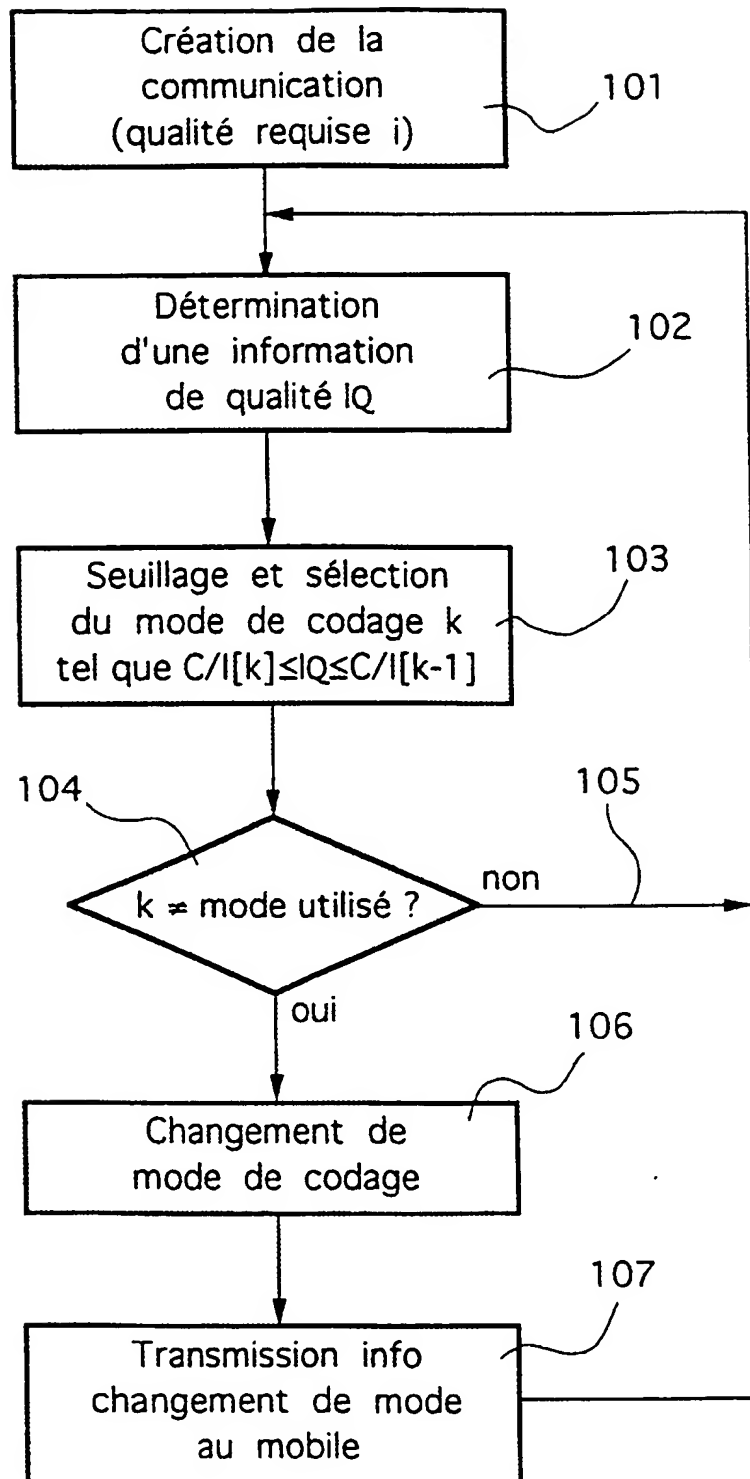 Création de la
communication
(qualité requise i)
101
Détermination
d'une information
de qualité IQ
102
Seuillage et sélection
du mode de codage k
tel que C/I[k]≤IQ≤C/I[k-1]
103
104
k ≠ mode utilisé ?
non
105
oui
106
Changement de
mode de codage
107
Transmission info
changement de mode
au mobile